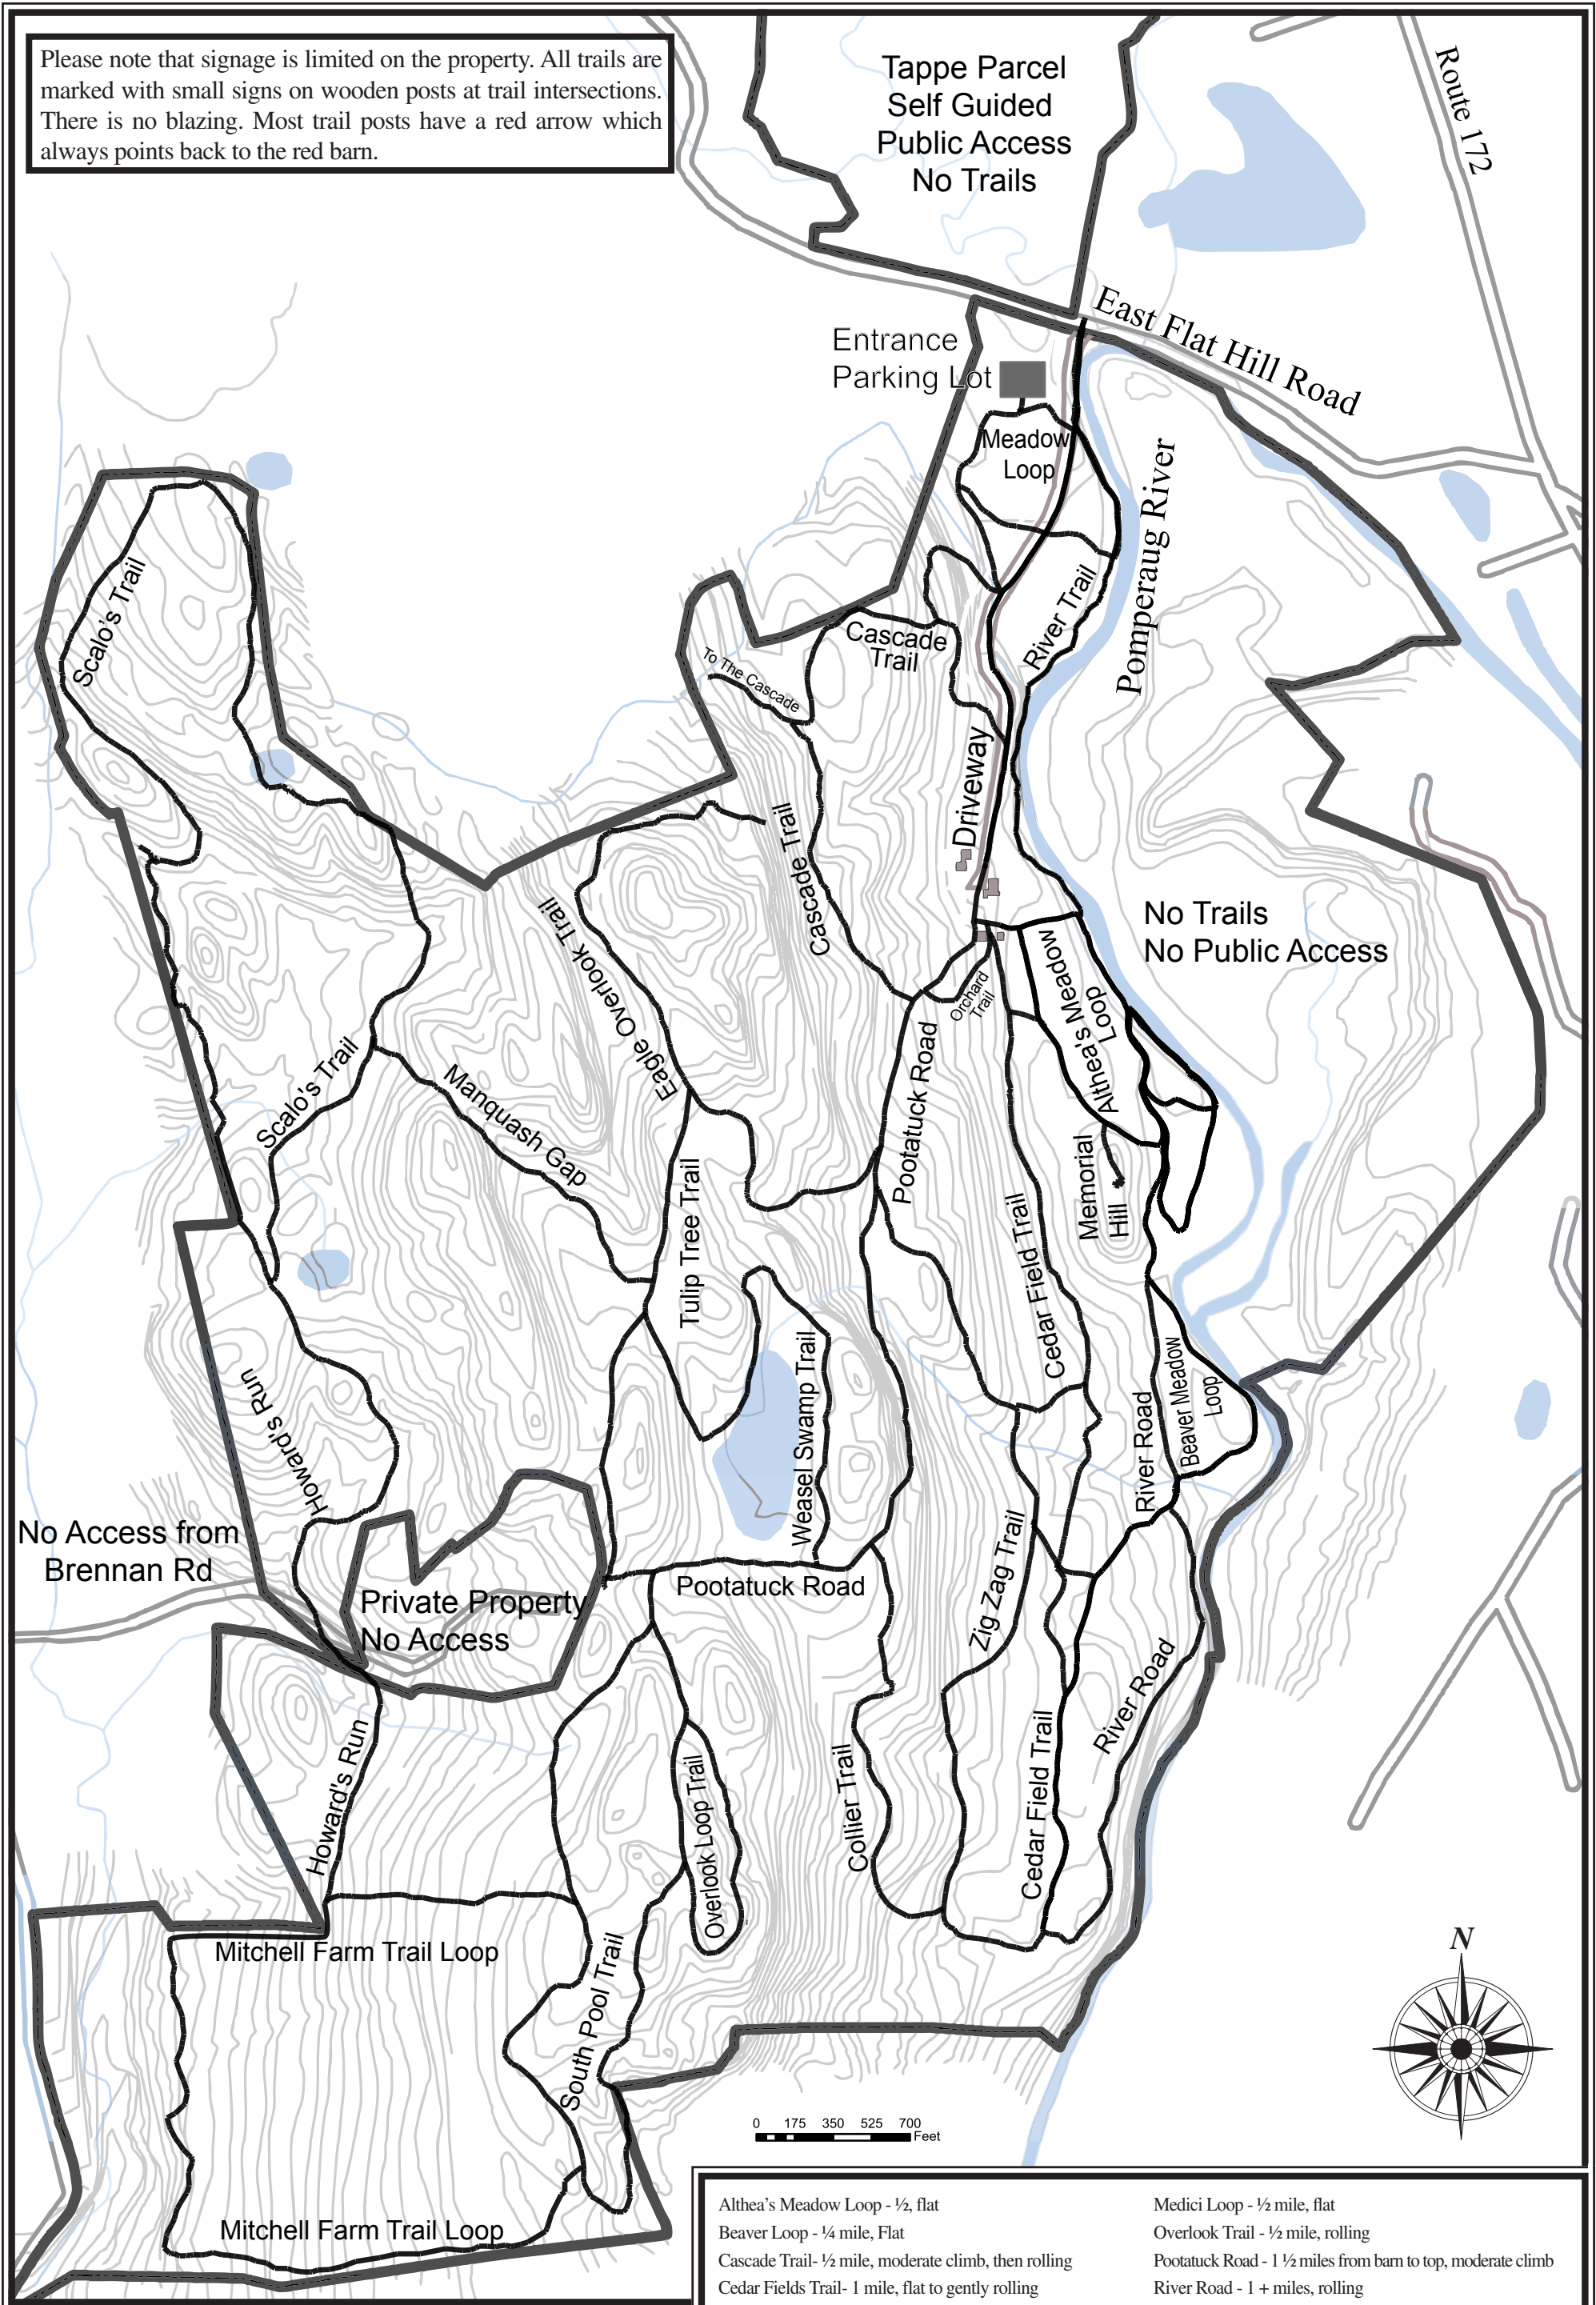 Please note that signage is limited on the property. All trails are
marked with small signs on wooden posts at trail intersections.
There is no blazing. Most trail posts have a red arrow which
always points back to the red barn.
Tappe Parcel
Self Guided
Public Access
No Trails
Route 172
East Flat Hill Road
Entrance
Parking Lot
Meadow
Loop
Pomperaug River
River Trail
Scalo's Trail
Cascade
Trail
To The Cascade
Driveway
Cascade Trail
Eagle Overlook Trail
No Trails
No Public Access
Orchard
Trail
Althea's Meadow
Loop
Pootatuck Road
Scalo's Trail
Manquash Gap
Memorial
Hill
Tulip Tree Trail
Cedar Field Trail
Howard's Run
Weasel Swamp Trail
River Road
Beaver Meadow
Loop
No Access from
Brennan Rd
Private Property
No Access
Pootatuck Road
Zig Zag Trail
River Road
Howard's Run
Overlook Loop Trail
Collier Trail
Cedar Field Trail
Mitchell Farm Trail Loop
South Pool Trail
N
0 175 350 525 700
Feet
Mitchell Farm Trail Loop
Althea's Meadow Loop - ½, flat
Beaver Loop - ¼ mile, Flat
Cascade Trail- ½ mile, moderate climb, then rolling
Cedar Fields Trail- 1 mile, flat to gently rolling
Medici Loop - ½ mile, flat
Overlook Trail - ½ mile, rolling
Pootatuck Road - 1 ½ miles from barn to top, moderate climb
River Road - 1 + miles, rolling